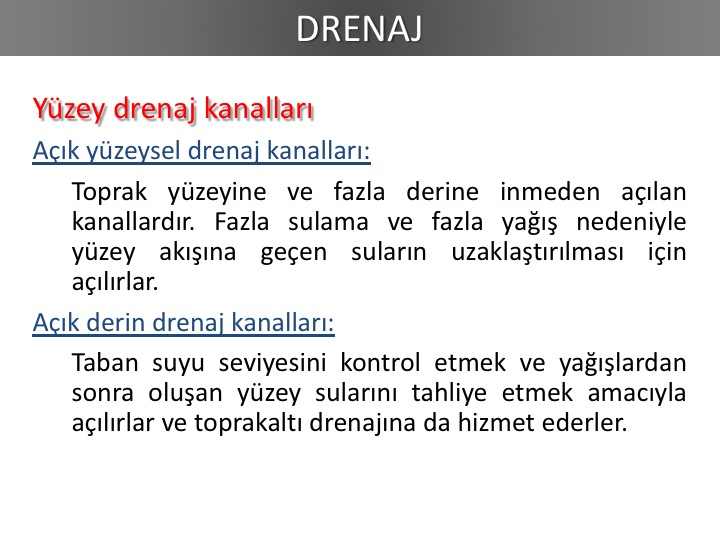 DRENAJ
Yüzey drenaj kanalları
Açık yüzeysel drenaj kanalları:
Toprak yüzeyine ve fazla derine inmeden açılan
kanallardır. Fazla sulama ve fazla yağış nedeniyle
yüzey akışına geçen suların uzaklaştırılması için
açılırlar.
Açık derin drenaj kanalları:
Taban suyu seviyesini kontrol etmek ve yağışlardan
sonra oluşan yüzey sularını tahliye etmek amacıyla
açılırlar ve toprakaltı drenajına da hizmet ederler.